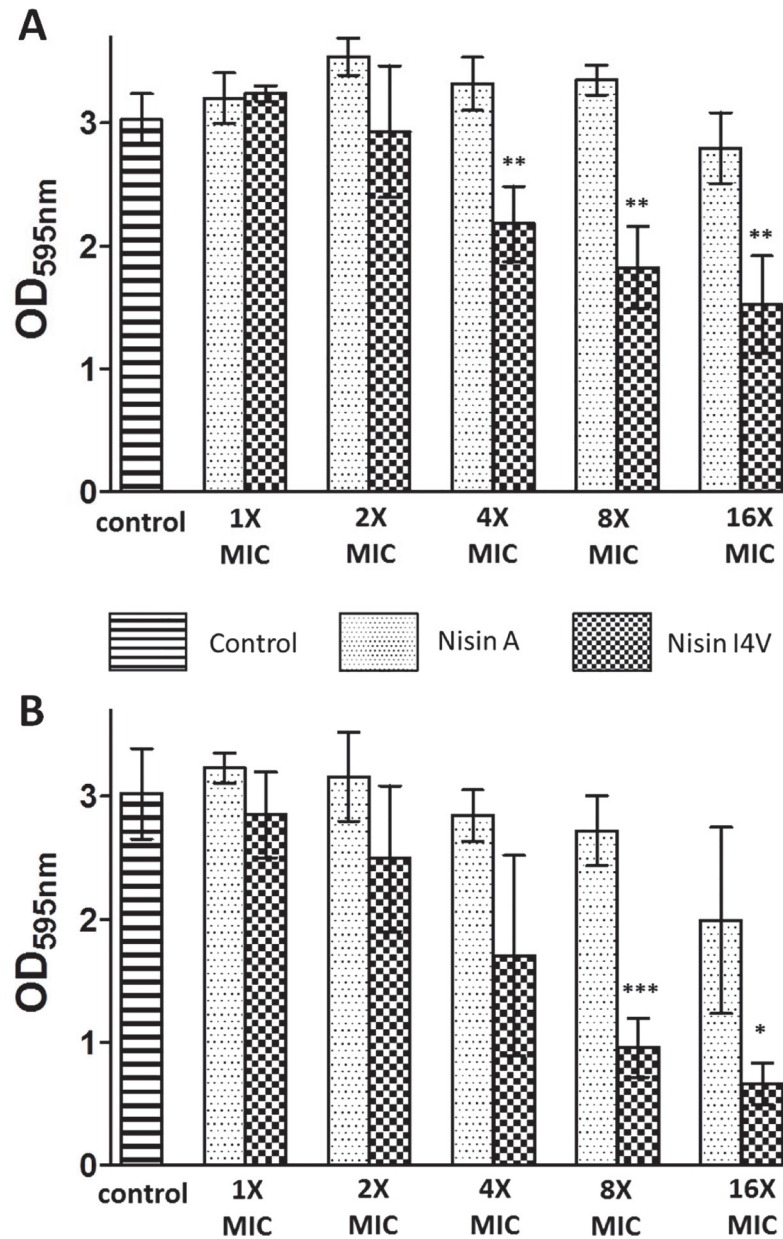 A
OD595nm
3
2
1
0
**
**
**
control
1X
MIC
2X
MIC
4X
MIC
8X
MIC
16X
MIC
Control
Nisin A
Nisin I4V
B
OD595nm
3
2
1
0
***
*
control
1X
MIC
2X
MIC
4X
MIC
8X
MIC
16X
MIC